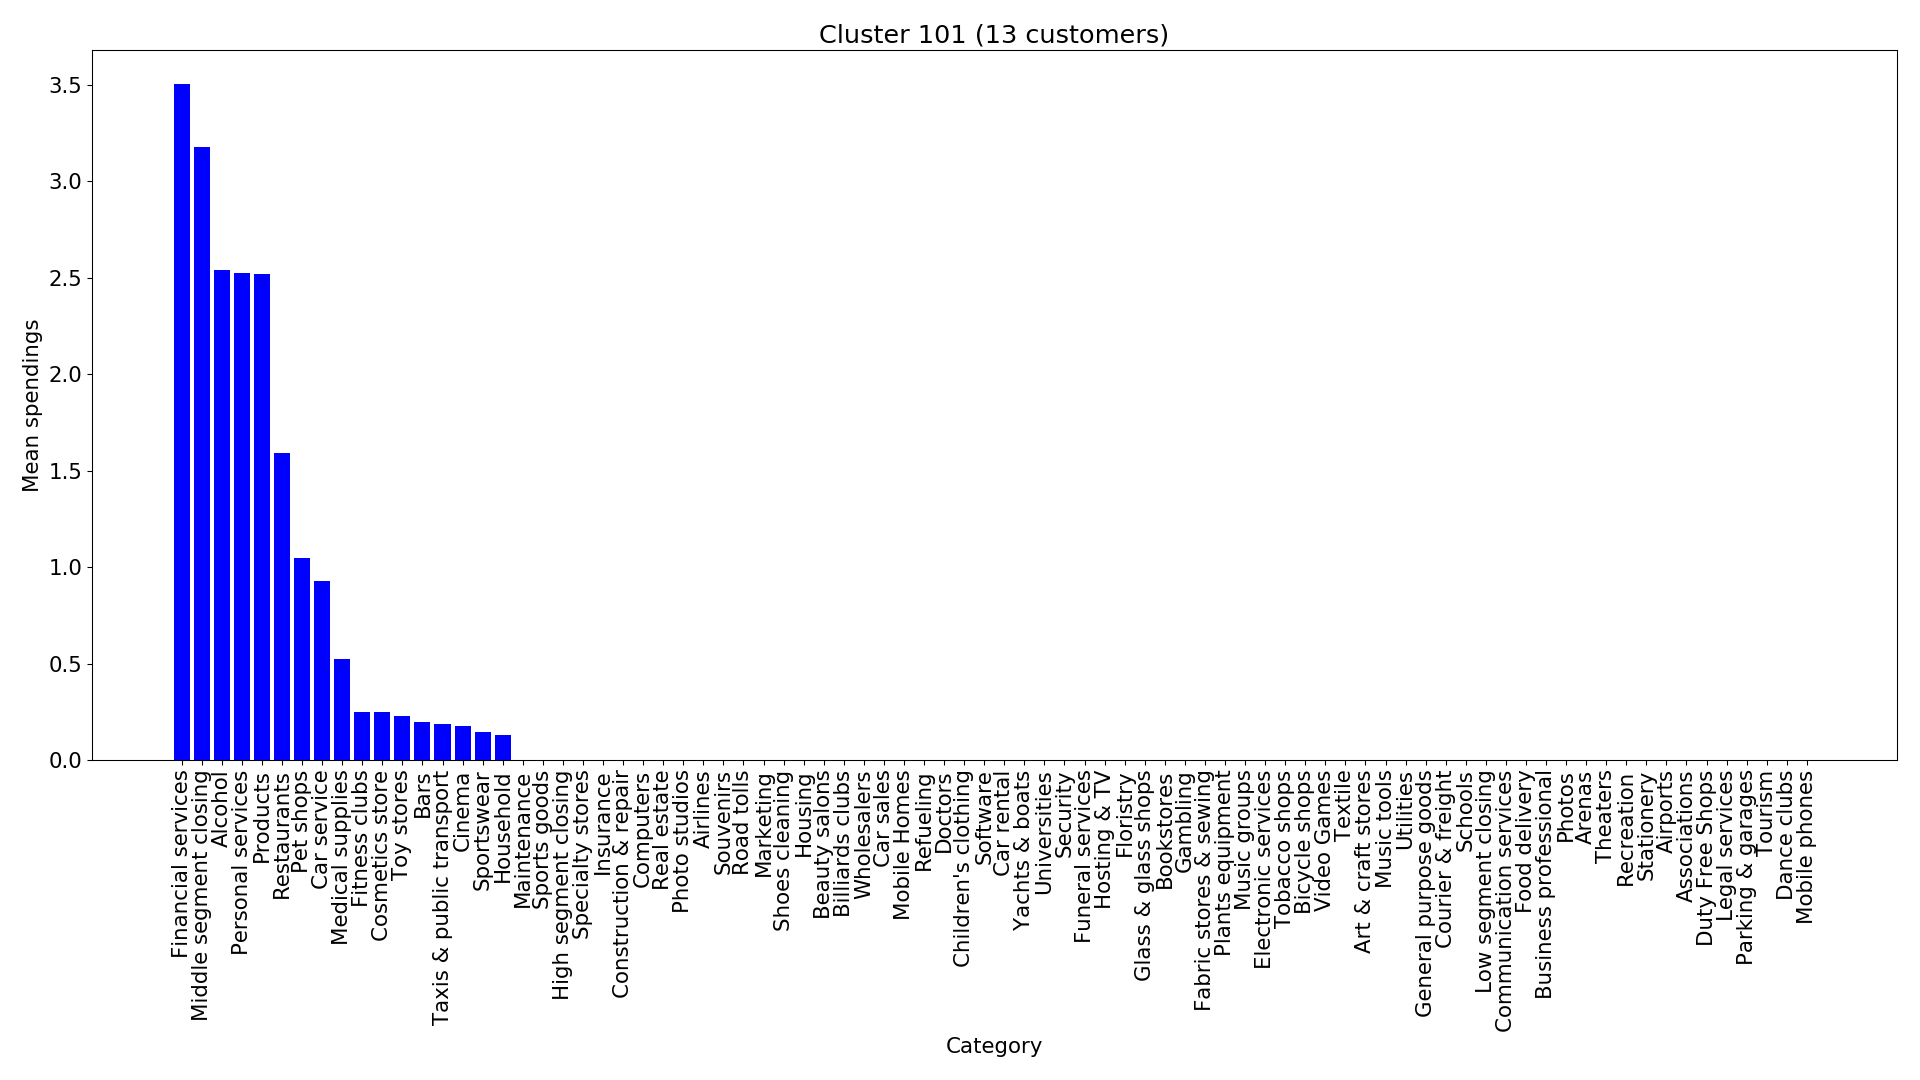 Cluster 101 (13 customers)
Mean spendings
3.5
3.0
2.5
2.0
1.5
1.0
0.5
0.0
Financial services
Middle segment closing
Alcohol
Personal services
Products
Restaurants
Pet shops
Car service
Medical supplies
Fitness clubs
Cosmetics store
Toy stores
Bars
Taxis & public transport
Cinema
Sportswear
Household
Maintenance
Sports goods
High segment closing
Specialty stores
Insurance
Construction & repair
Computers
Real estate
Photo studios
Airlines
Souvenirs
Road tolls
Marketing
Shoes cleaning
Housing
Beauty salons
Billiards clubs
Wholesalers
Car sales
Mobile Homes
Refueling
Doctors
Children's clothing
Software
Car rental
Yachts & boats
Universities
Security
Funeral services
Hosting & TV
Floristry
Glass & glass shops
Bookstores
Gambling
Fabric stores & sewing
Plants equipment
Music groups
Electronic services
Tobacco shops
Bicycle shops
Video Games
Textile
Art & craft stores
Music tools
Utilities
General purpose goods
Courier & freight
Schools
Low segment closing
Communication services
Food delivery
Business professional
Photos
Arenas
Theaters
Recreation
Stationery
Airports
Associations
Duty Free Shops
Legal services
Parking & garages
Tourism
Dance clubs
Mobile phones
Category